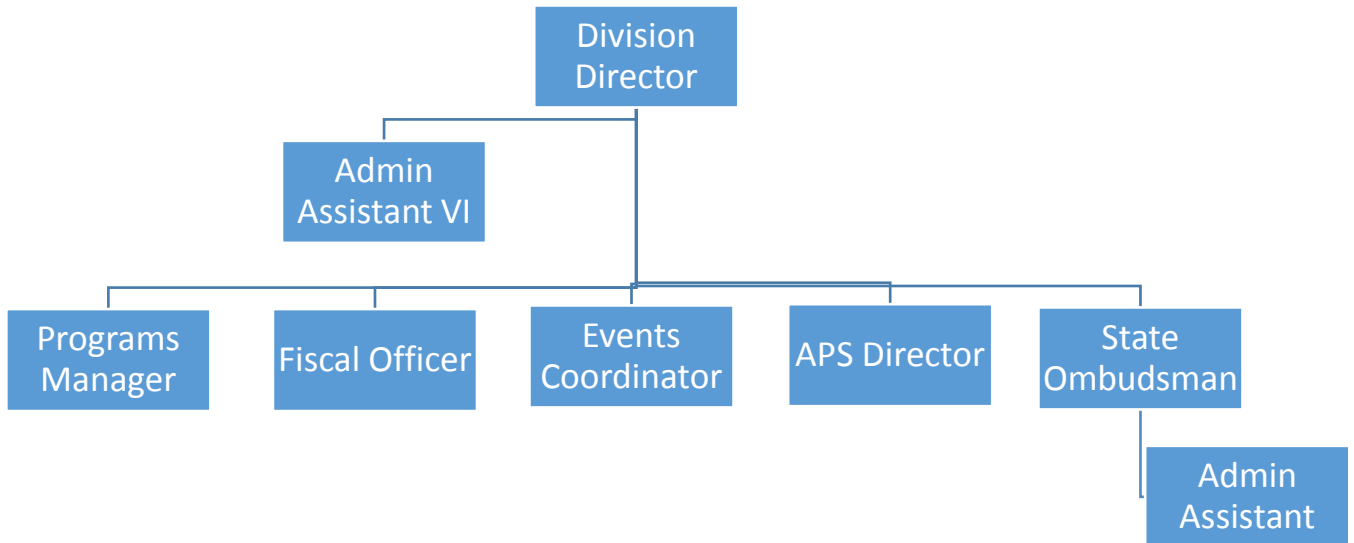 Division
Director
Admin
Assistant VI
Programs
Manager
Fiscal Officer
Events
Coordinator
APS Director
State
Ombudsman
Admin
Assistant